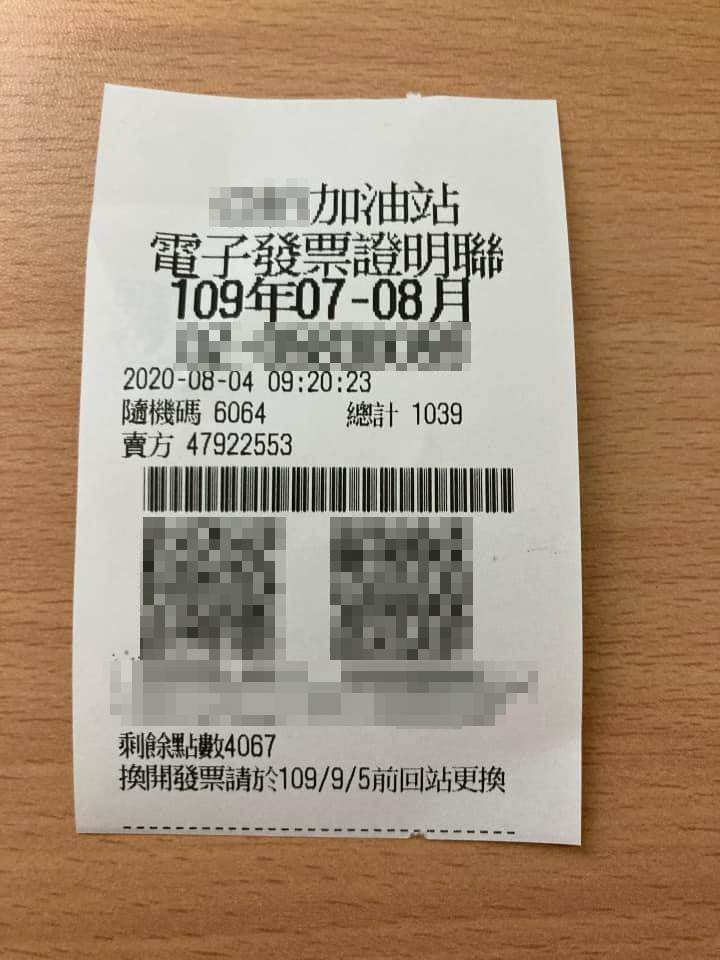 加油站
電子發票證明聯
109年07-08月
2020-08-04 09:20:23
隨機碼 6064 總計 1039
賣方 47922553
剩餘點數4067
換開發票請於109/9/5前回站更換